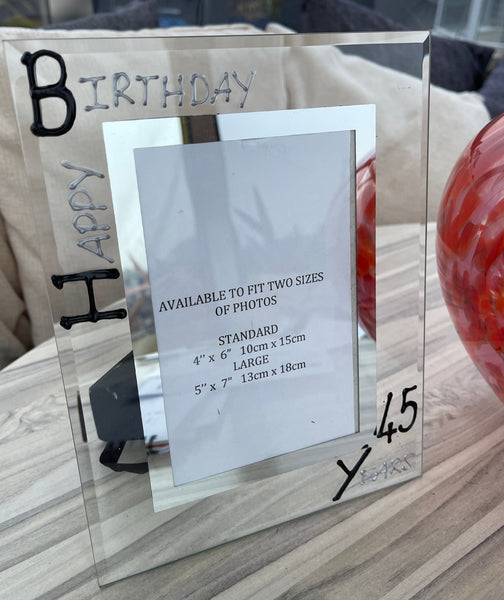 Happy
Birthday
AVAILABLE TO FIT TWO SIZES
OF PHOTOS
STANDARD
4’’ x 6” 10cm x 15cm
LARGE
5’’ x 7” 13cm x 18cm
45
Years